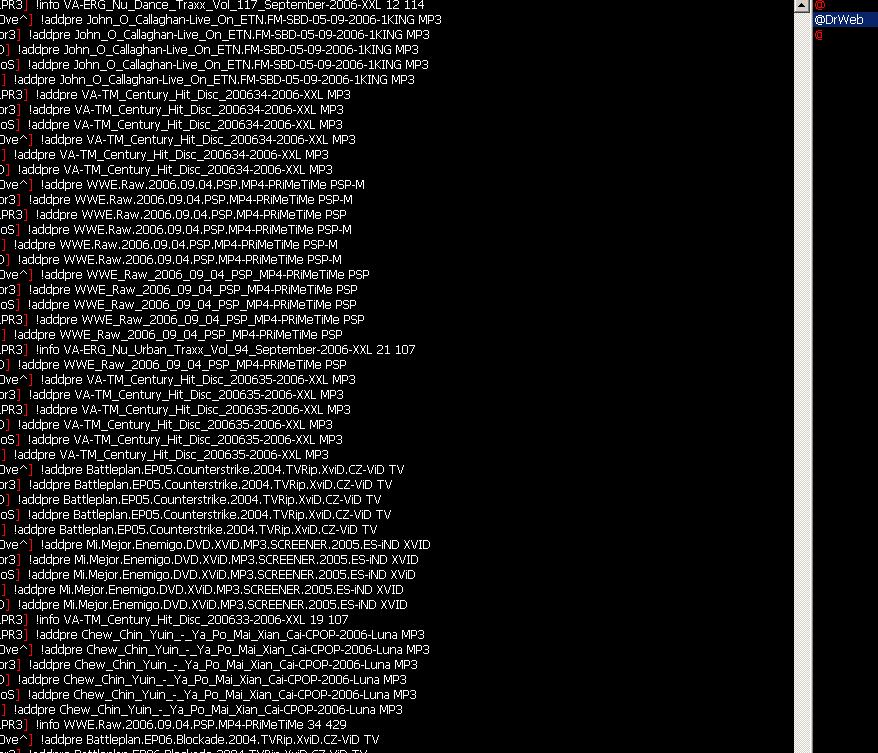 PR3] !info VA-ERG_Nu_Dance_Traxx_Vol_117_September-2006-XXL 12 114
0ve^] !addpre John_O_Callaghan-Live_On_ETN.FM-SBD-05-09-2006-1KING MP3
or3] !addpre John_O_Callaghan-Live_On_ETN.FM-SBD-05-09-2006-1KING MP3
D] !addpre John_O_Callaghan-Live_On_ETN.FM-SBD-05-09-2006-1KING MP3
oS] !addpre John_O_Callaghan-Live_On_ETN.FM-SBD-05-09-2006-1KING MP3
] !addpre John_O_Callaghan-Live_On_ETN.FM-SBD-05-09-2006-1KING MP3
PR3] !addpre VA-TM_Century_Hit_Disc_200634-2006-XXL MP3
or3] !addpre VA-TM_Century_Hit_Disc_200634-2006-XXL MP3
oS] !addpre VA-TM_Century_Hit_Disc_200634-2006-XXL MP3
0ve^] !addpre VA-TM_Century_Hit_Disc_200634-2006-XXL MP3
] !addpre VA-TM_Century_Hit_Disc_200634-2006-XXL MP3
D] !addpre VA-TM_Century_Hit_Disc_200634-2006-XXL MP3
0ve^] !addpre WWE.Raw.2006.09.04.PSP.MP4-PRiMeTiMe PSP-M
or3] !addpre WWE.Raw.2006.09.04.PSP.MP4-PRiMeTiMe PSP-M
PR3] !addpre WWE.Raw.2006.09.04.PSP.MP4-PRiMeTiMe PSP
oS] !addpre WWE.Raw.2006.09.04.PSP.MP4-PRiMeTiMe PSP-M
] !addpre WWE.Raw.2006.09.04.PSP.MP4-PRiMeTiMe PSP-M
D] !addpre WWE.Raw.2006.09.04.PSP.MP4-PRiMeTiMe PSP-M
0ve^] !addpre WWE_Raw_2006_09_04_PSP_MP4-PRiMeTiMe PSP
or3] !addpre WWE_Raw_2006_09_04_PSP_MP4-PRiMeTiMe PSP
oS] !addpre WWE_Raw_2006_09_04_PSP_MP4-PRiMeTiMe PSP
PR3] !addpre WWE_Raw_2006_09_04_PSP_MP4-PRiMeTiMe PSP
] !addpre WWE_Raw_2006_09_04_PSP_MP4-PRiMeTiMe PSP
PR3] !info VA-ERG_Nu_Urban_Traxx_Vol_94_September-2006-XXL 21 107
D] !addpre WWE_Raw_2006_09_04_PSP_MP4-PRiMeTiMe PSP
0ve^] !addpre VA-TM_Century_Hit_Disc_200635-2006-XXL MP3
or3] !addpre VA-TM_Century_Hit_Disc_200635-2006-XXL MP3
PR3] !addpre VA-TM_Century_Hit_Disc_200635-2006-XXL MP3
D] !addpre VA-TM_Century_Hit_Disc_200635-2006-XXL MP3
oS] !addpre VA-TM_Century_Hit_Disc_200635-2006-XXL MP3
] !addpre VA-TM_Century_Hit_Disc_200635-2006-XXL MP3
0ve^] !addpre Battleplan.EP05.Counterstrike.2004.TVRip.XviD.CZ-ViD TV
or3] !addpre Battleplan.EP05.Counterstrike.2004.TVRip.XviD.CZ-ViD TV
D] !addpre Battleplan.EP05.Counterstrike.2004.TVRip.XviD.CZ-ViD TV
oS] !addpre Battleplan.EP05.Counterstrike.2004.TVRip.XviD.CZ-ViD TV
] !addpre Battleplan.EP05.Counterstrike.2004.TVRip.XviD.CZ-ViD TV
0ve^] !addpre Mi.Mejor.Enemigo.DVD.XViD.MP3.SCREENER.2005.ES-iND XVID
or3] !addpre Mi.Mejor.Enemigo.DVD.XViD.MP3.SCREENER.2005.ES-iND XViD
oS] !addpre Mi.Mejor.Enemigo.DVD.XViD.MP3.SCREENER.2005.ES-iND XViD
] !addpre Mi.Mejor.Enemigo.DVD.XViD.MP3.SCREENER.2005.ES-iND XVID
D] !addpre Mi.Mejor.Enemigo.DVD.XViD.MP3.SCREENER.2005.ES-iND XVID
PR3] !info VA-TM_Century_Hit_Disc_200633-2006-XXL 19 107
PR3] !addpre Chew_Chin_Yuin_-_Ya_Po_Mai_Xian_Cai-CPOP-2006-Luna MP3
0ve^] !addpre Chew_Chin_Yuin_-_Ya_Po_Mai_Xian_Cai-CPOP-2006-Luna MP3
or3] !addpre Chew_Chin_Yuin_-_Ya_Po_Mai_Xian_Cai-CPOP-2006-Luna MP3
D] !addpre Chew_Chin_Yuin_-_Ya_Po_Mai_Xian_Cai-CPOP-2006-Luna MP3
oS] !addpre Chew_Chin_Yuin_-_Ya_Po_Mai_Xian_Cai-CPOP-2006-Luna MP3
] !addpre Chew_Chin_Yuin_-_Ya_Po_Mai_Xian_Cai-CPOP-2006-Luna MP3
PR3] !info WWE.Raw.2006.09.04.PSP.MP4-PRiMeTiMe 34 429
0ve^] !addpre Battleplan.EP06.Blockade.2004.TVRip.XviD.CZ-ViD TV
or3] !addpre Battleplan.EP06.Blockade.2004.TVRip.XviD.CZ-ViD TV
@
@DrWeb
@